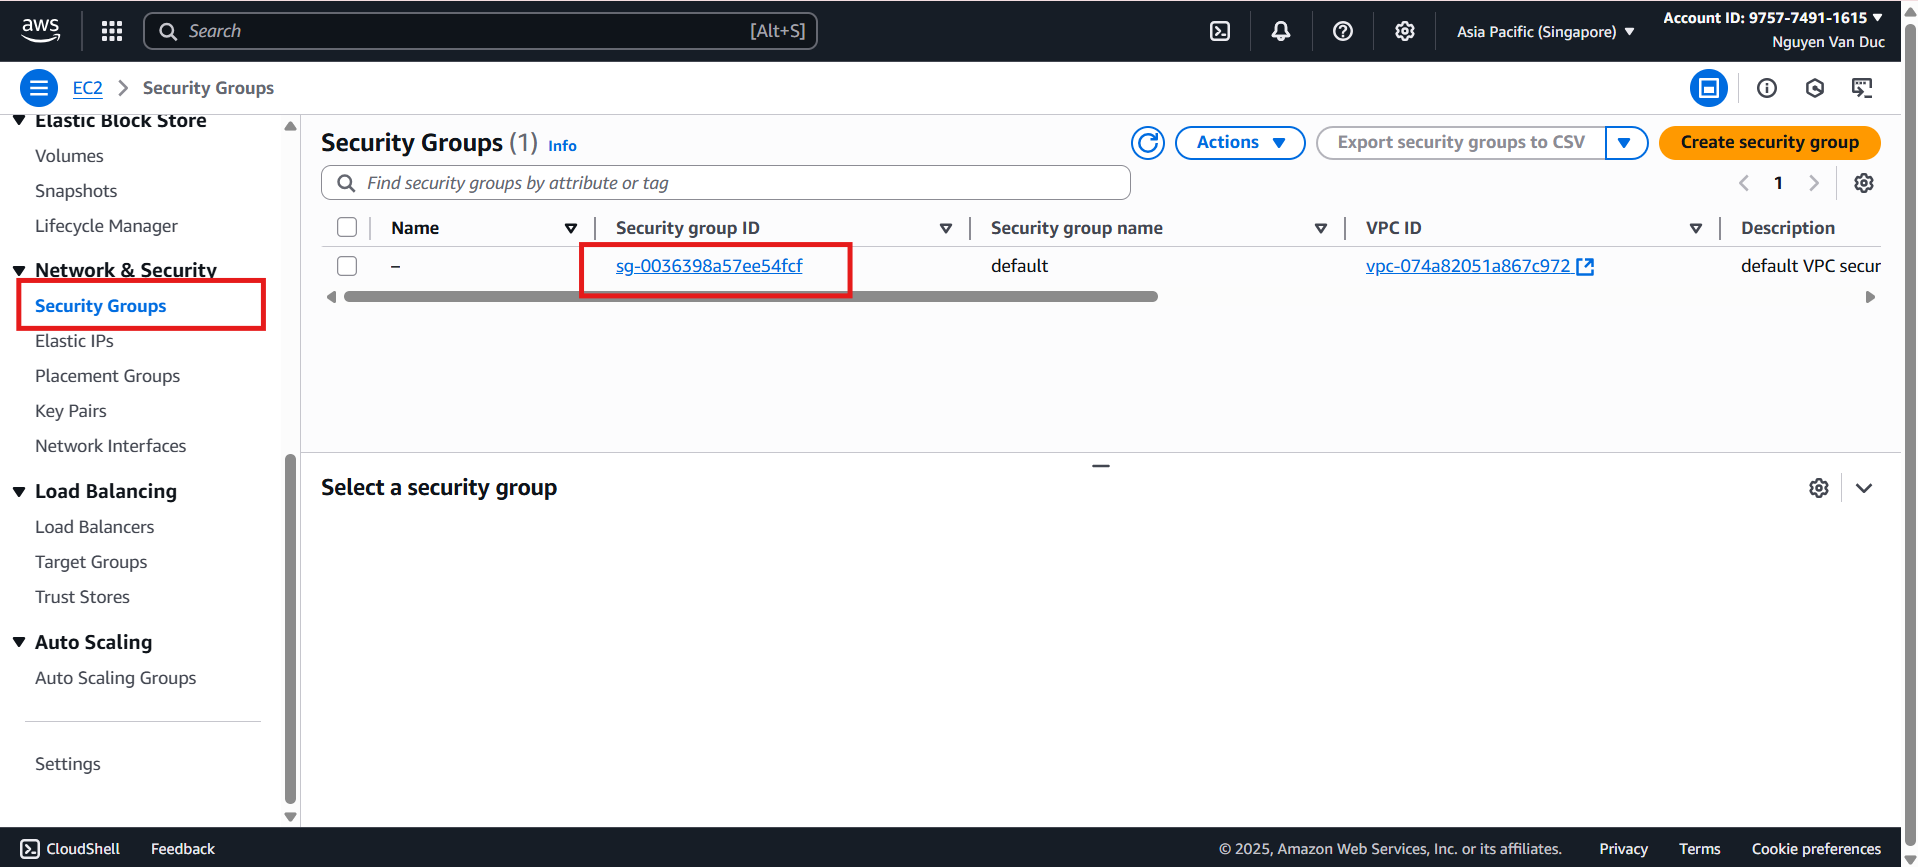 aws
Search [Alt+S]
Asia Pacific (Singapore)
Account ID: 9757-7491-1615
Nguyen Van Duc
EC2 Security Groups
Elastic Block Store
Volumes
Snapshots
Lifecycle Manager
Network & Security
Security Groups
Elastic IPs
Placement Groups
Key Pairs
Network Interfaces
Load Balancing
Load Balancers
Target Groups
Trust Stores
Auto Scaling
Auto Scaling Groups
Settings
Security Groups (1) Info
Actions
Export security groups to CSV
Create security group
Find security groups by attribute or tag
1
Name Security group ID Security group name VPC ID Description
– sg-0036398a57ee54fcf default vpc-074a82051a867c972 default VPC secur
Select a security group
CloudShell Feedback
© 2025, Amazon Web Services, Inc. or its affiliates. Privacy Terms Cookie preferences